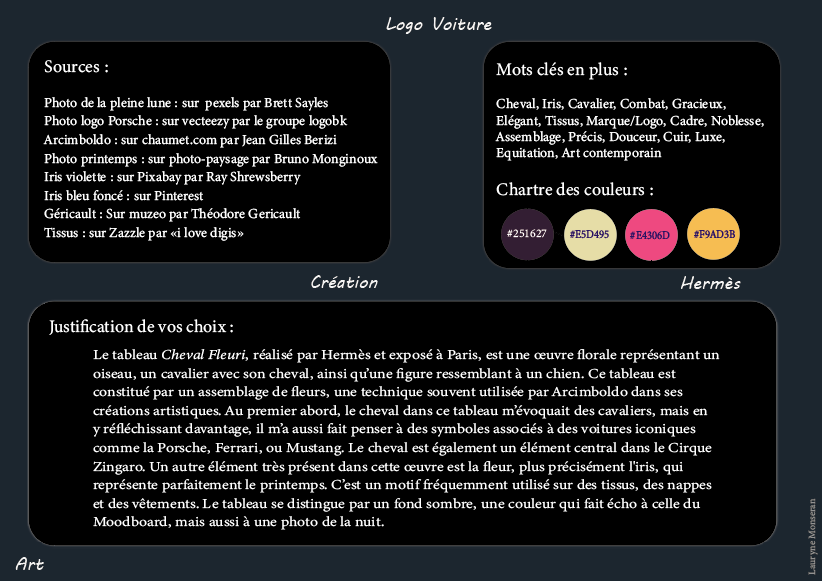 Logo Voiture
Sources :
Photo de la pleine lune : sur pexels par Brett Sayles
Photo logo Porsche : sur vecteezy par le groupe logobk
Arcimboldo : sur chaumet.com par Jean Gilles Berizi
Photo printemps : sur photo-paysage par Bruno Monginoux
Iris violette : sur Pixabay par Ray Shrewsberry
Iris bleu foncé : sur Pinterest
Géricault : Sur muzeo par Théodore Gericault
Tissus : sur Zazzle par «i love digis»
Mots clés en plus :
Cheval, Iris, Cavalier, Combat, Gracieux,
Elégant, Tissus, Marque/Logo, Cadre, Noblesse,
Assemblage, Précis, Douceur, Cuir, Luxe,
Equitation, Art contemporain
Chartre des couleurs :
#251627 #E5D495 #E4306D #F9AD3B
Création
Hermès
Justification de vos choix :
Le tableau Cheval Fleuri, réalisé par Hermès et exposé à Paris, est une œuvre florale représentant un
oiseau, un cavalier avec son cheval, ainsi qu'une figure ressemblant à un chien. Ce tableau est
constitué par un assemblage de fleurs, une technique souvent utilisée par Arcimboldo dans ses
créations artistiques. Au premier abord, le cheval dans ce tableau m'évoquait des cavaliers, mais en
y réfléchissant davantage, il m'a aussi fait penser à des symboles associés à des voitures iconiques
comme la Porsche, Ferrari, ou Mustang. Le cheval est également un élément central dans le Cirque
Zingaro. Un autre élément très présent dans cette œuvre est la fleur, plus précisément l'iris, qui
représente parfaitement le printemps. C'est un motif fréquemment utilisé sur des tissus, des nappes
et des vêtements. Le tableau se distingue par un fond sombre, une couleur qui fait écho à celle du
Moodboard, mais aussi à une photo de la nuit.
Art
Lauryne Monseran